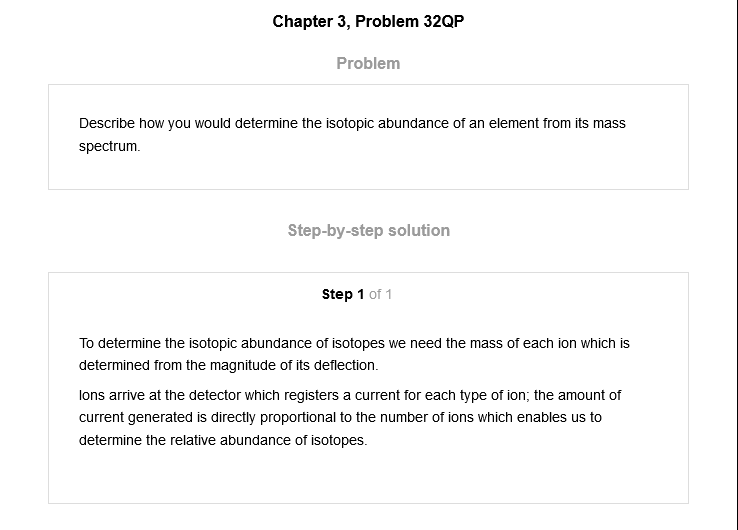 Chapter 3, Problem 32QP
Problem
Describe how you would determine the isotopic abundance of an element from its mass
spectrum.
Step-by-step solution
Step 1 of 1
To determine the isotopic abundance of isotopes we need the mass of each ion which is
determined from the magnitude of its deflection.
Ions arrive at the detector which registers a current for each type of ion; the amount of
current generated is directly proportional to the number of ions which enables us to
determine the relative abundance of isotopes.